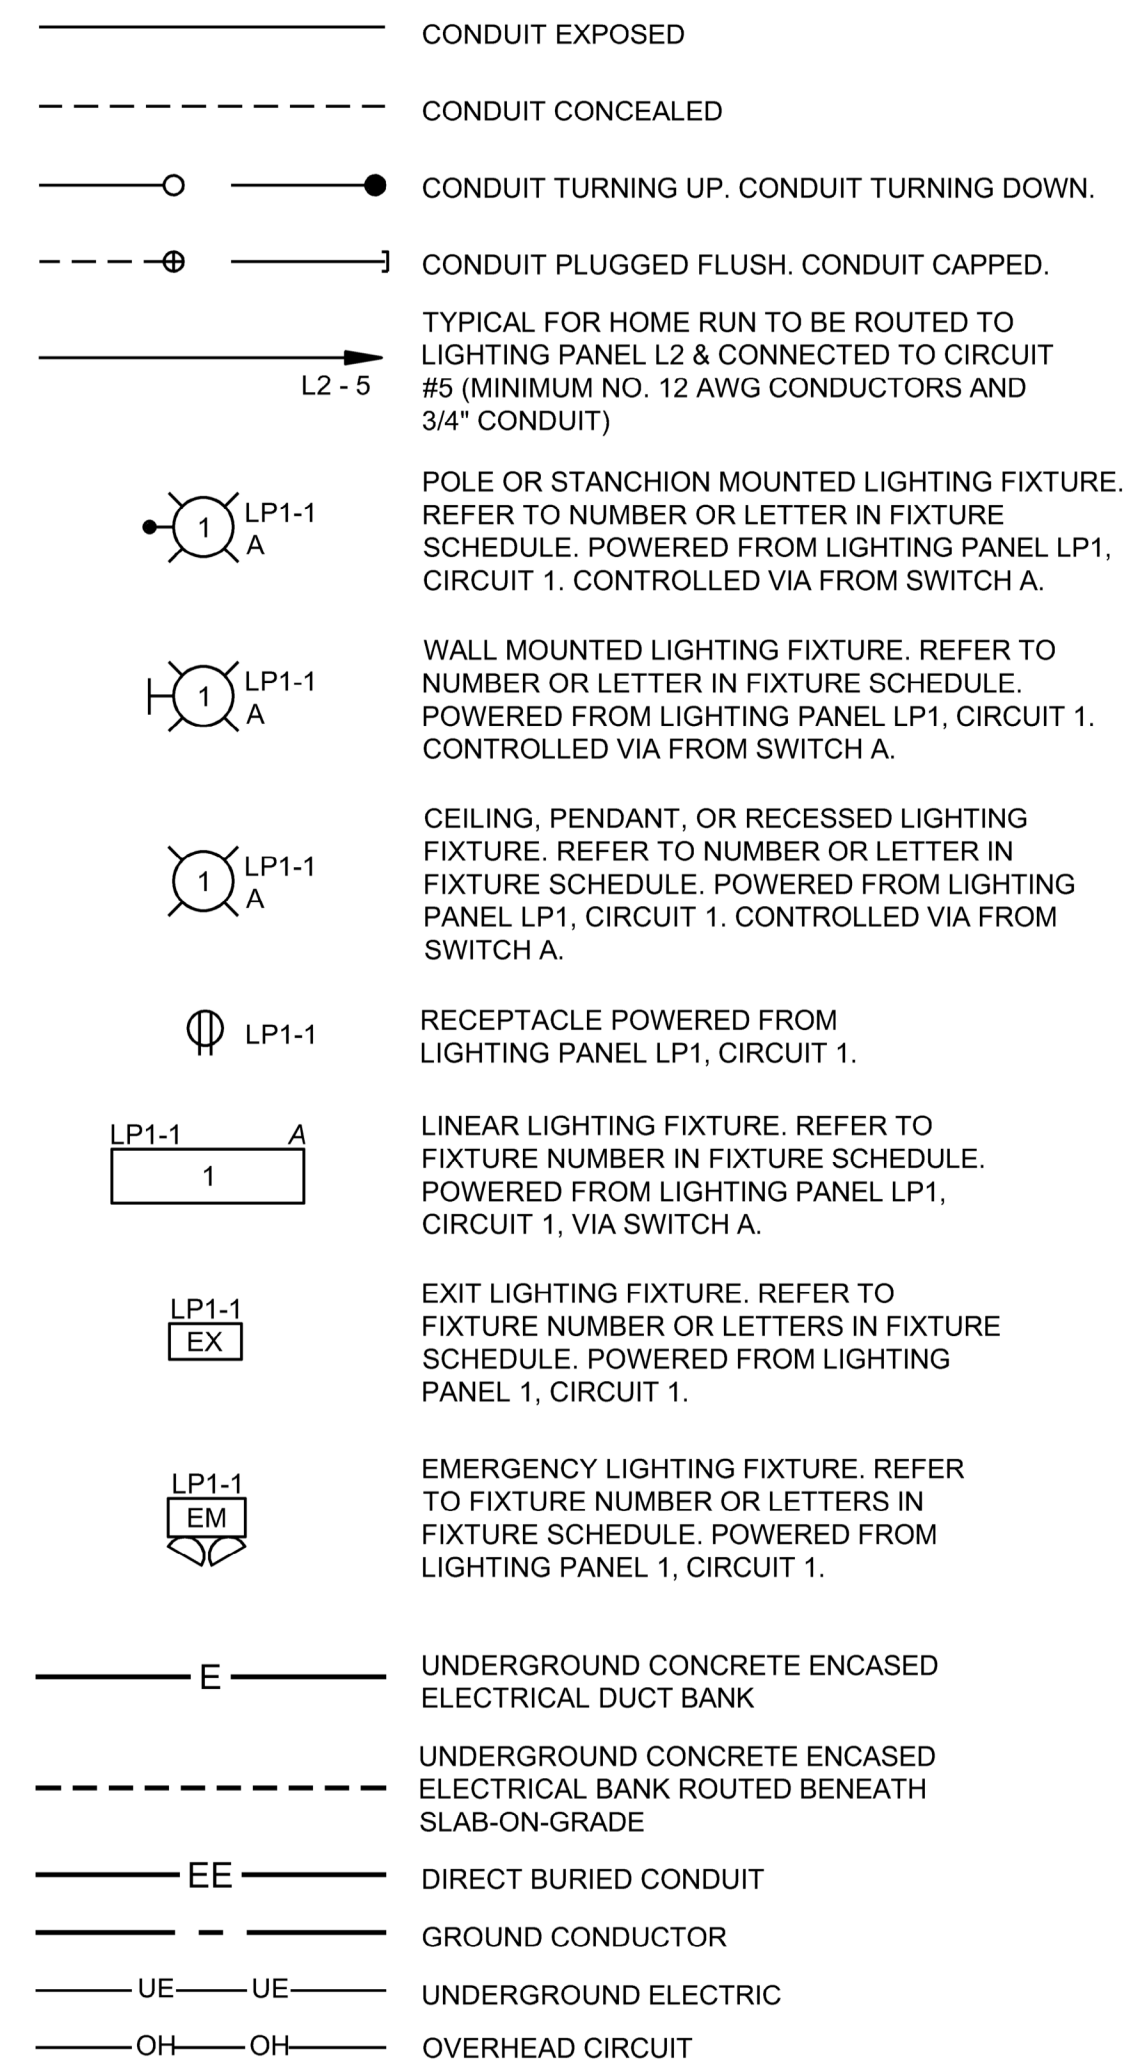 CONDUIT EXPOSED
CONDUIT CONCEALED
CONDUIT TURNING UP. CONDUIT TURNING DOWN.
CONDUIT PLUGGED FLUSH. CONDUIT CAPPED.
L2 - 5
TYPICAL FOR HOME RUN TO BE ROUTED TO
LIGHTING PANEL L2 & CONNECTED TO CIRCUIT
#5 (MINIMUM NO. 12 AWG CONDUCTORS AND
3/4" CONDUIT)
1
LP1-1
A
POLE OR STANCHION MOUNTED LIGHTING FIXTURE.
REFER TO NUMBER OR LETTER IN FIXTURE
SCHEDULE. POWERED FROM LIGHTING PANEL LP1,
CIRCUIT 1. CONTROLLED VIA FROM SWITCH A.
1
LP1-1
A
WALL MOUNTED LIGHTING FIXTURE. REFER TO
NUMBER OR LETTER IN FIXTURE SCHEDULE.
POWERED FROM LIGHTING PANEL LP1, CIRCUIT 1.
CONTROLLED VIA FROM SWITCH A.
1
LP1-1
A
CEILING, PENDANT, OR RECESSED LIGHTING
FIXTURE. REFER TO NUMBER OR LETTER IN
FIXTURE SCHEDULE. POWERED FROM LIGHTING
PANEL LP1, CIRCUIT 1. CONTROLLED VIA FROM
SWITCH A.
LP1-1
RECEPTACLE POWERED FROM
LIGHTING PANEL LP1, CIRCUIT 1.
LP1-1 A
1
LINEAR LIGHTING FIXTURE. REFER TO
FIXTURE NUMBER IN FIXTURE SCHEDULE.
POWERED FROM LIGHTING PANEL LP1,
CIRCUIT 1, VIA SWITCH A.
LP1-1
EX
EXIT LIGHTING FIXTURE. REFER TO
FIXTURE NUMBER OR LETTERS IN FIXTURE
SCHEDULE. POWERED FROM LIGHTING
PANEL 1, CIRCUIT 1.
LP1-1
EM
EMERGENCY LIGHTING FIXTURE. REFER
TO FIXTURE NUMBER OR LETTERS IN
FIXTURE SCHEDULE. POWERED FROM
LIGHTING PANEL 1, CIRCUIT 1.
E
UNDERGROUND CONCRETE ENCASED
ELECTRICAL DUCT BANK
UNDERGROUND CONCRETE ENCASED
ELECTRICAL BANK ROUTED BENEATH
SLAB-ON-GRADE
EE
DIRECT BURIED CONDUIT
GROUND CONDUCTOR
UE UE
UNDERGROUND ELECTRIC
OH OH
OVERHEAD CIRCUIT